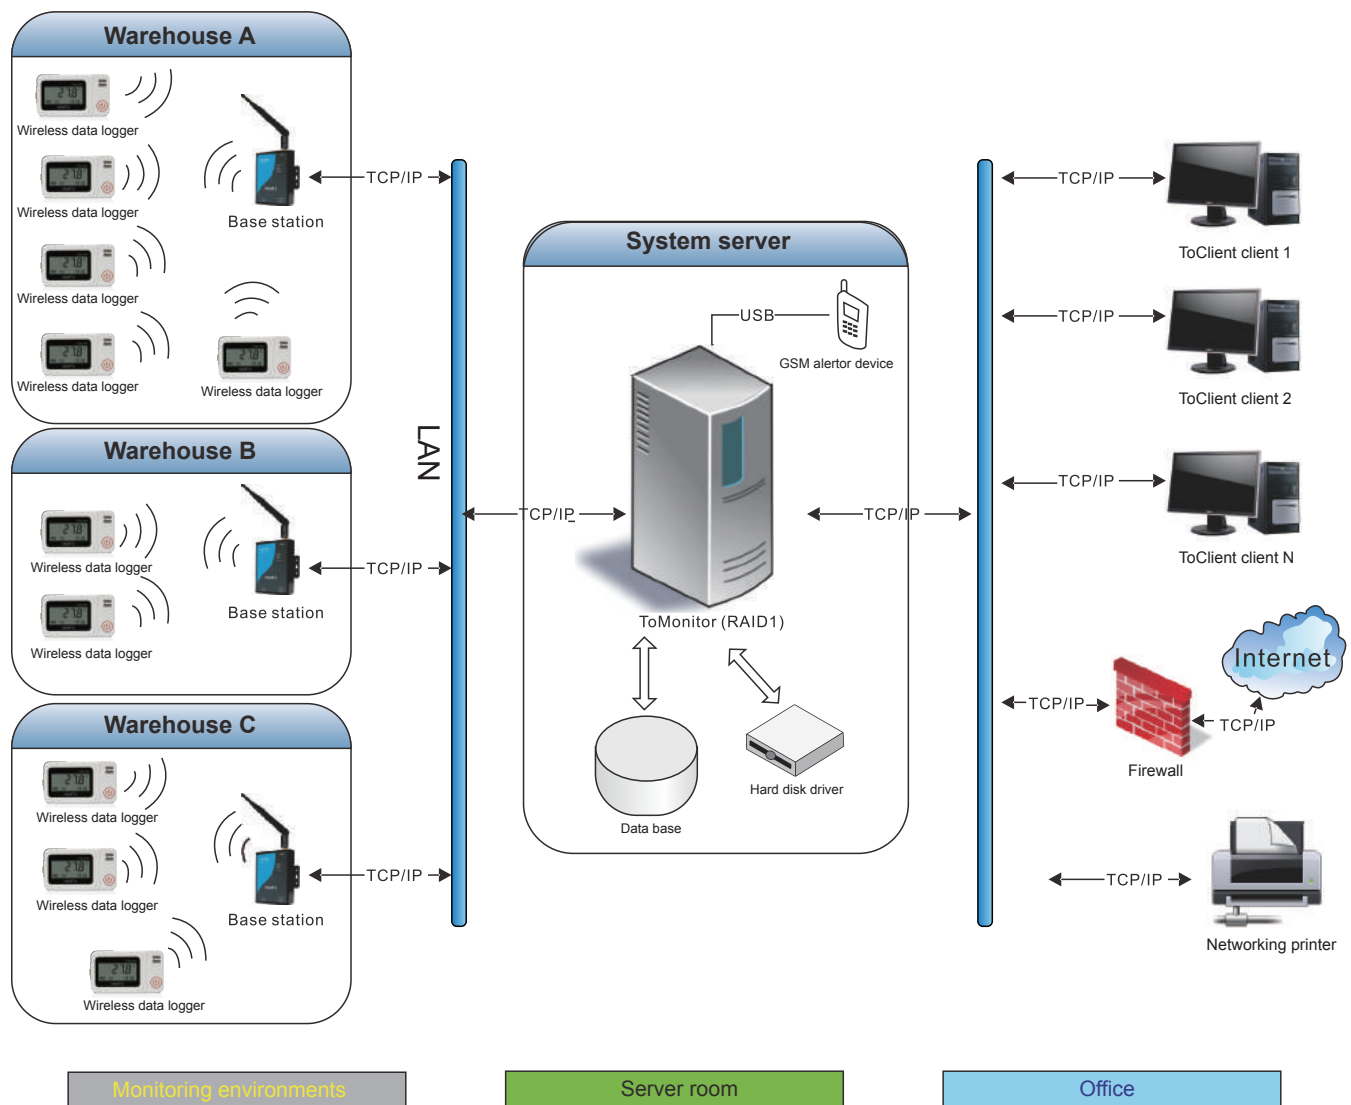 Warehouse A
Wireless data logger
Wireless data logger
Wireless data logger
Wireless data logger
Wireless data logger
Base station
TCP/IP
Warehouse B
Wireless data logger
Wireless data logger
Base station
TCP/IP
Warehouse C
Wireless data logger
Wireless data logger
Wireless data logger
Base station
TCP/IP
LAN
System server
USB
GSM alertor device
TCP/IP
TCP/IP
ToMonitor (RAID1)
Data base
Hard disk driver
TCP/IP
ToClient client 1
TCP/IP
ToClient client 2
TCP/IP
ToClient client N
TCP/IP
Firewall
TCP/IP
Internet
TCP/IP
Networking printer
Monitoring environments
Server room
Office